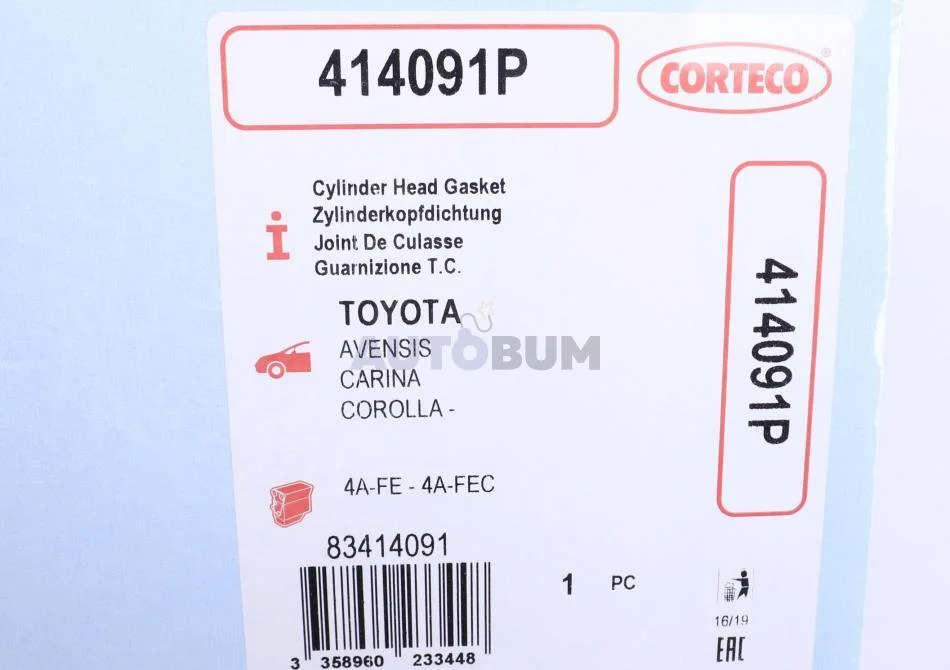 414091P
CORTECO®
Cylinder Head Gasket
Zylinderkopfdichtung
Joint De Culasse
Guarnizione T.C.
TOYOTA
AVENSIS
AUTOBUM
CARINA
COROLLA -
414091P
4A-FE - 4A-FEC
83414091
1 PC
16/19
EAC
3 358960 233448